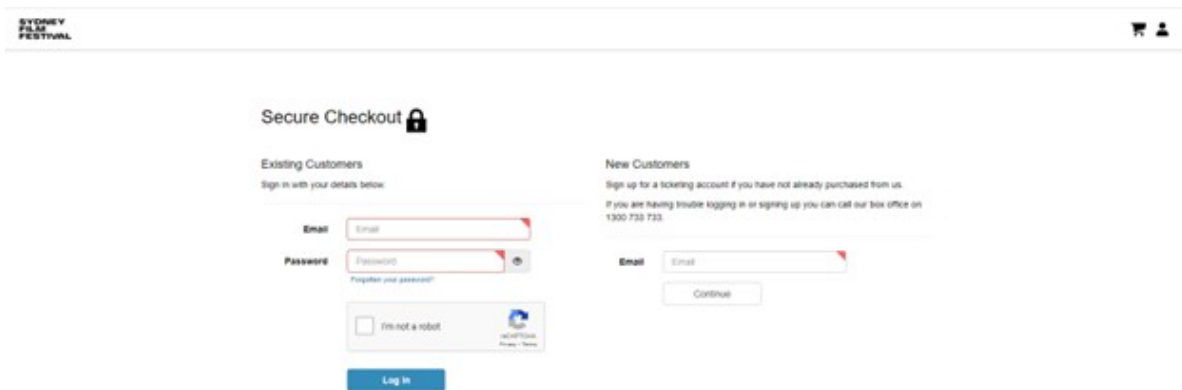 SYDNEY
FILM
FESTIVAL
Secure Checkout
Existing Customers
Sign in with your details below:
Email
Email
Password
Password
Forgotten your password?
I'm not a robot
reCAPTCHA
Privacy - Terms
Log in
New Customers
Sign up for a ticketing account if you have not already purchased from us.
If you are having trouble logging in or signing up you can call our box office on
1300 733 733.
Email
Email
Continue